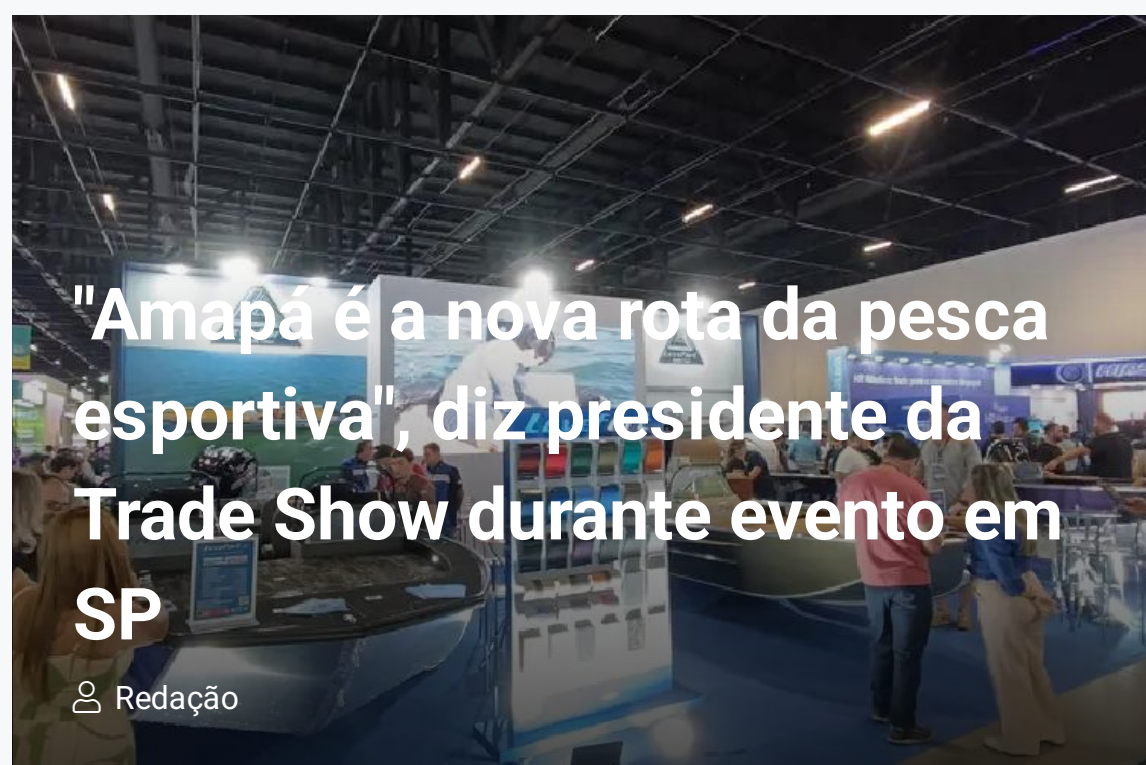 "Amapá é a nova rota da pesca
esportiva", diz presidente da
Trade Show durante evento em
SP
Redação